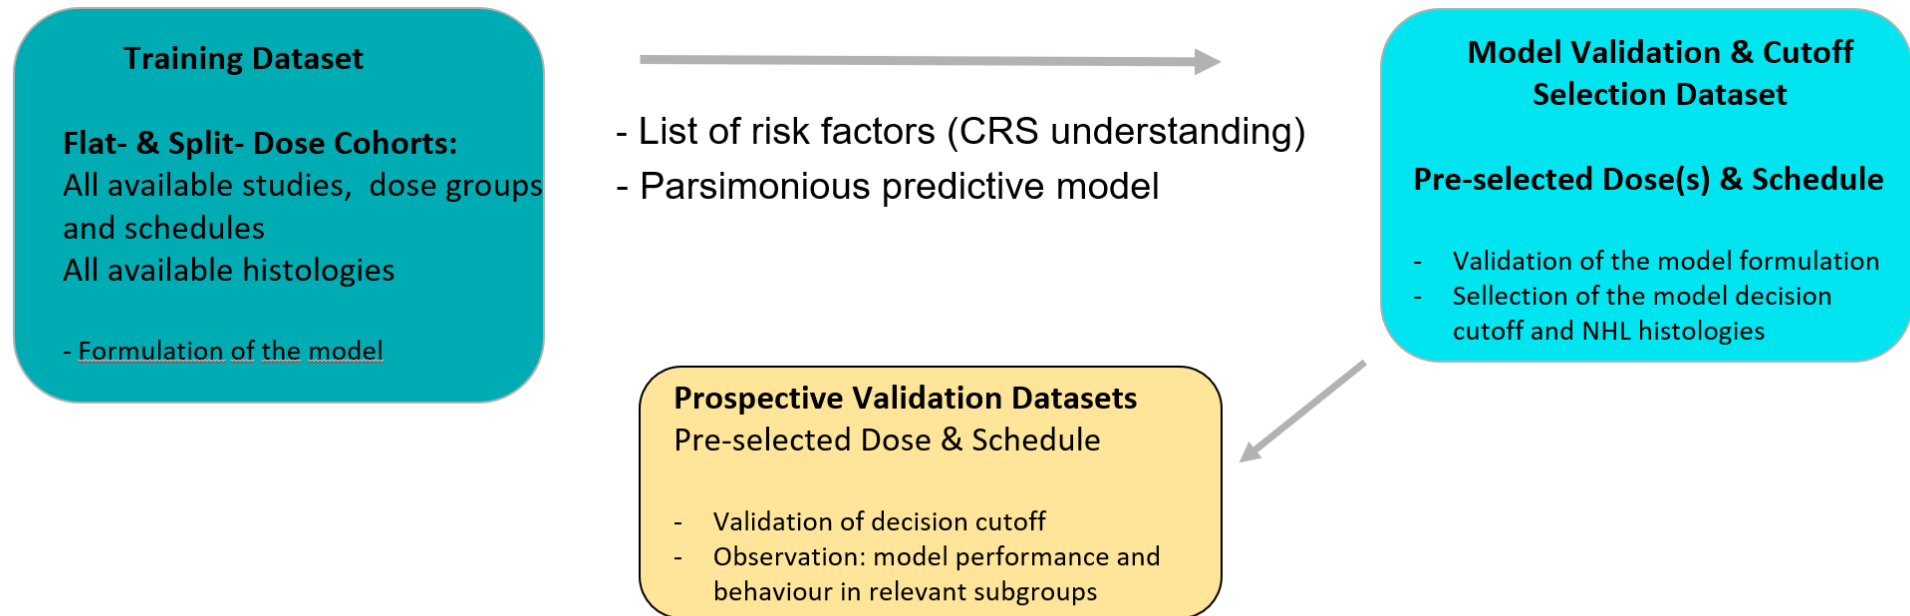 Training Dataset
Flat- & Split- Dose Cohorts:
All available studies, dose groups
and schedules
All available histologies
- Formulation of the model
- List of risk factors (CRS understanding)
- Parsimonious predictive model
Model Validation & Cutoff
Selection Dataset
Pre-selected Dose(s) & Schedule
- Validation of the model formulation
- Sellection of the model decision
cutoff and NHL histologies
Prospective Validation Datasets
Pre-selected Dose & Schedule
- Validation of decision cutoff
- Observation: model performance and
behaviour in relevant subgroups